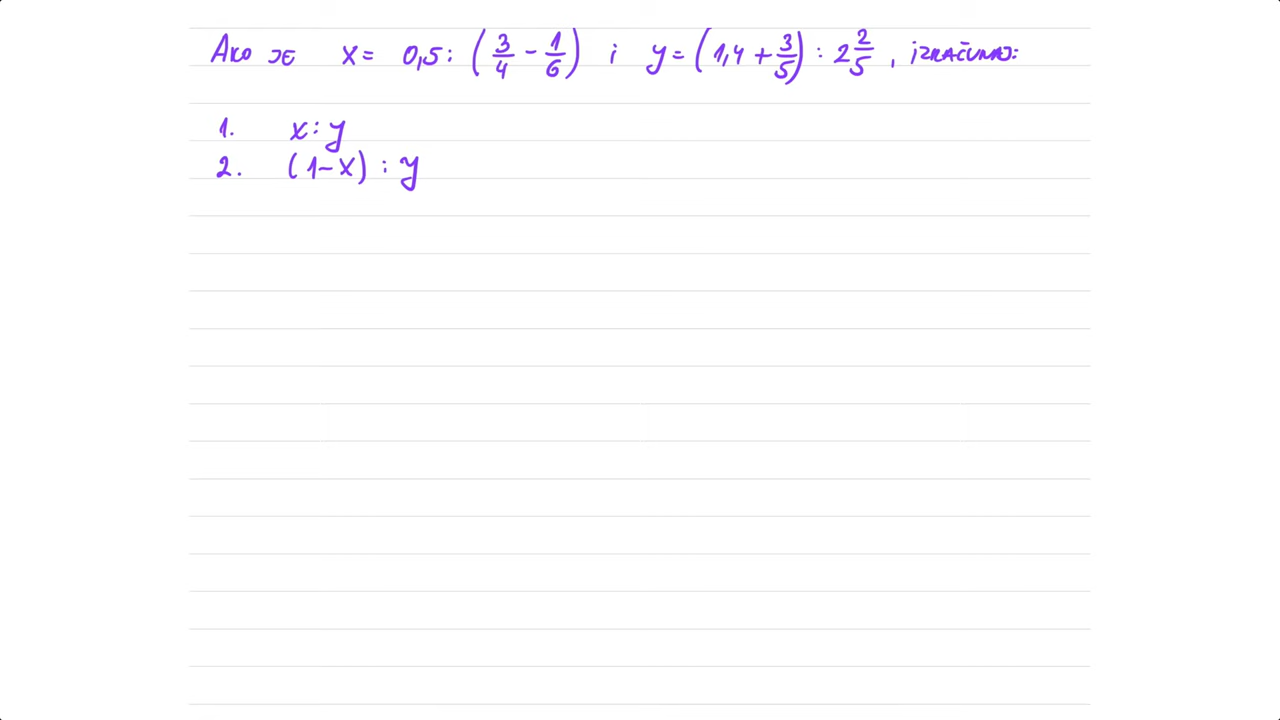 Ako je x = 0,5 : (3/4 - 1/6) i y = (1,4 + 3/5) : 2 2/5, izračunaj:
1. x : y
2. (1-x) : y